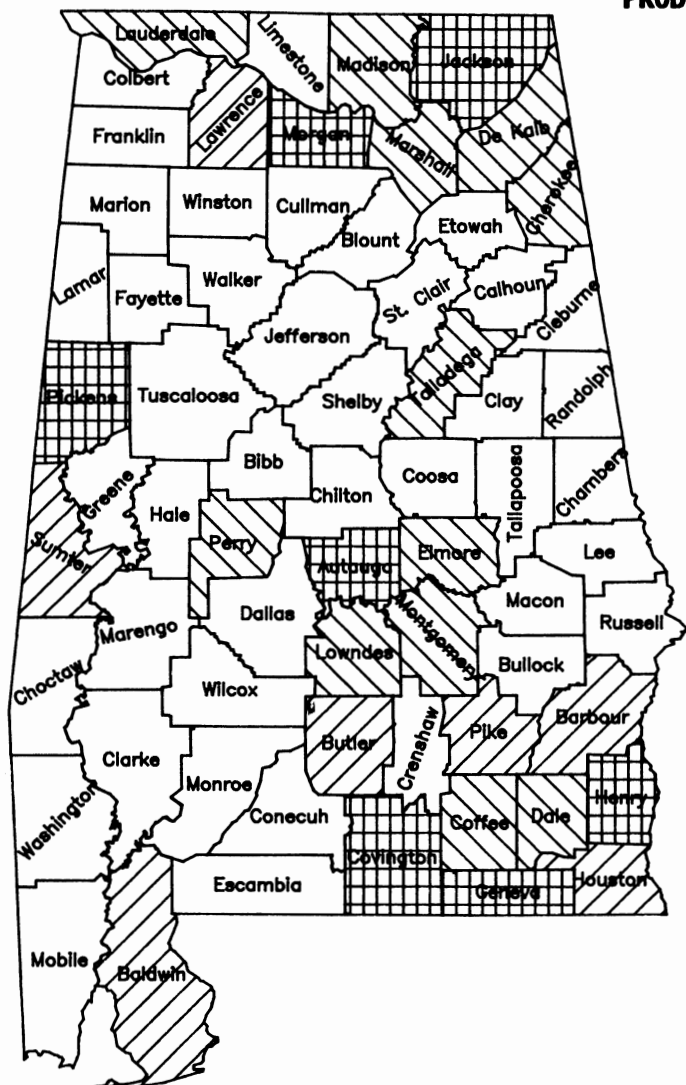 PROD
Lauderdale
Limestone
Madison
Jackson
Colbert
Lawrence
Morgan
Marshall
De Kalb
Franklin
Cherokee
Marion
Winston
Cullman
Blount
Etowah
Lamar
Fayette
Walker
St. Clair
Calhoun
Cleburne
Jefferson
Pickens
Tuscaloosa
Shelby
Talladega
Clay
Randolph
Greene
Hale
Bibb
Chilton
Coosa
Tallapoosa
Chambers
Sumter
Perry
Autauga
Elmore
Lee
Marengo
Dallas
Lowndes
Montgomery
Macon
Russell
Choctaw
Wilcox
Bullock
Clarke
Butler
Crenshaw
Pike
Barbour
Washington
Monroe
Conecuh
Covington
Coffee
Dale
Henry
Escambia
Geneva
Houston
Mobile
Baldwin